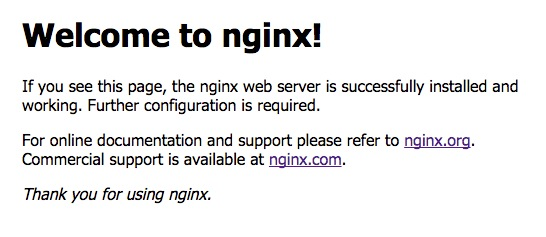 Welcome to nginx!
If you see this page, the nginx web server is successfully installed and
working. Further configuration is required.
For online documentation and support please refer to nginx.org.
Commercial support is available at nginx.com.
Thank you for using nginx.